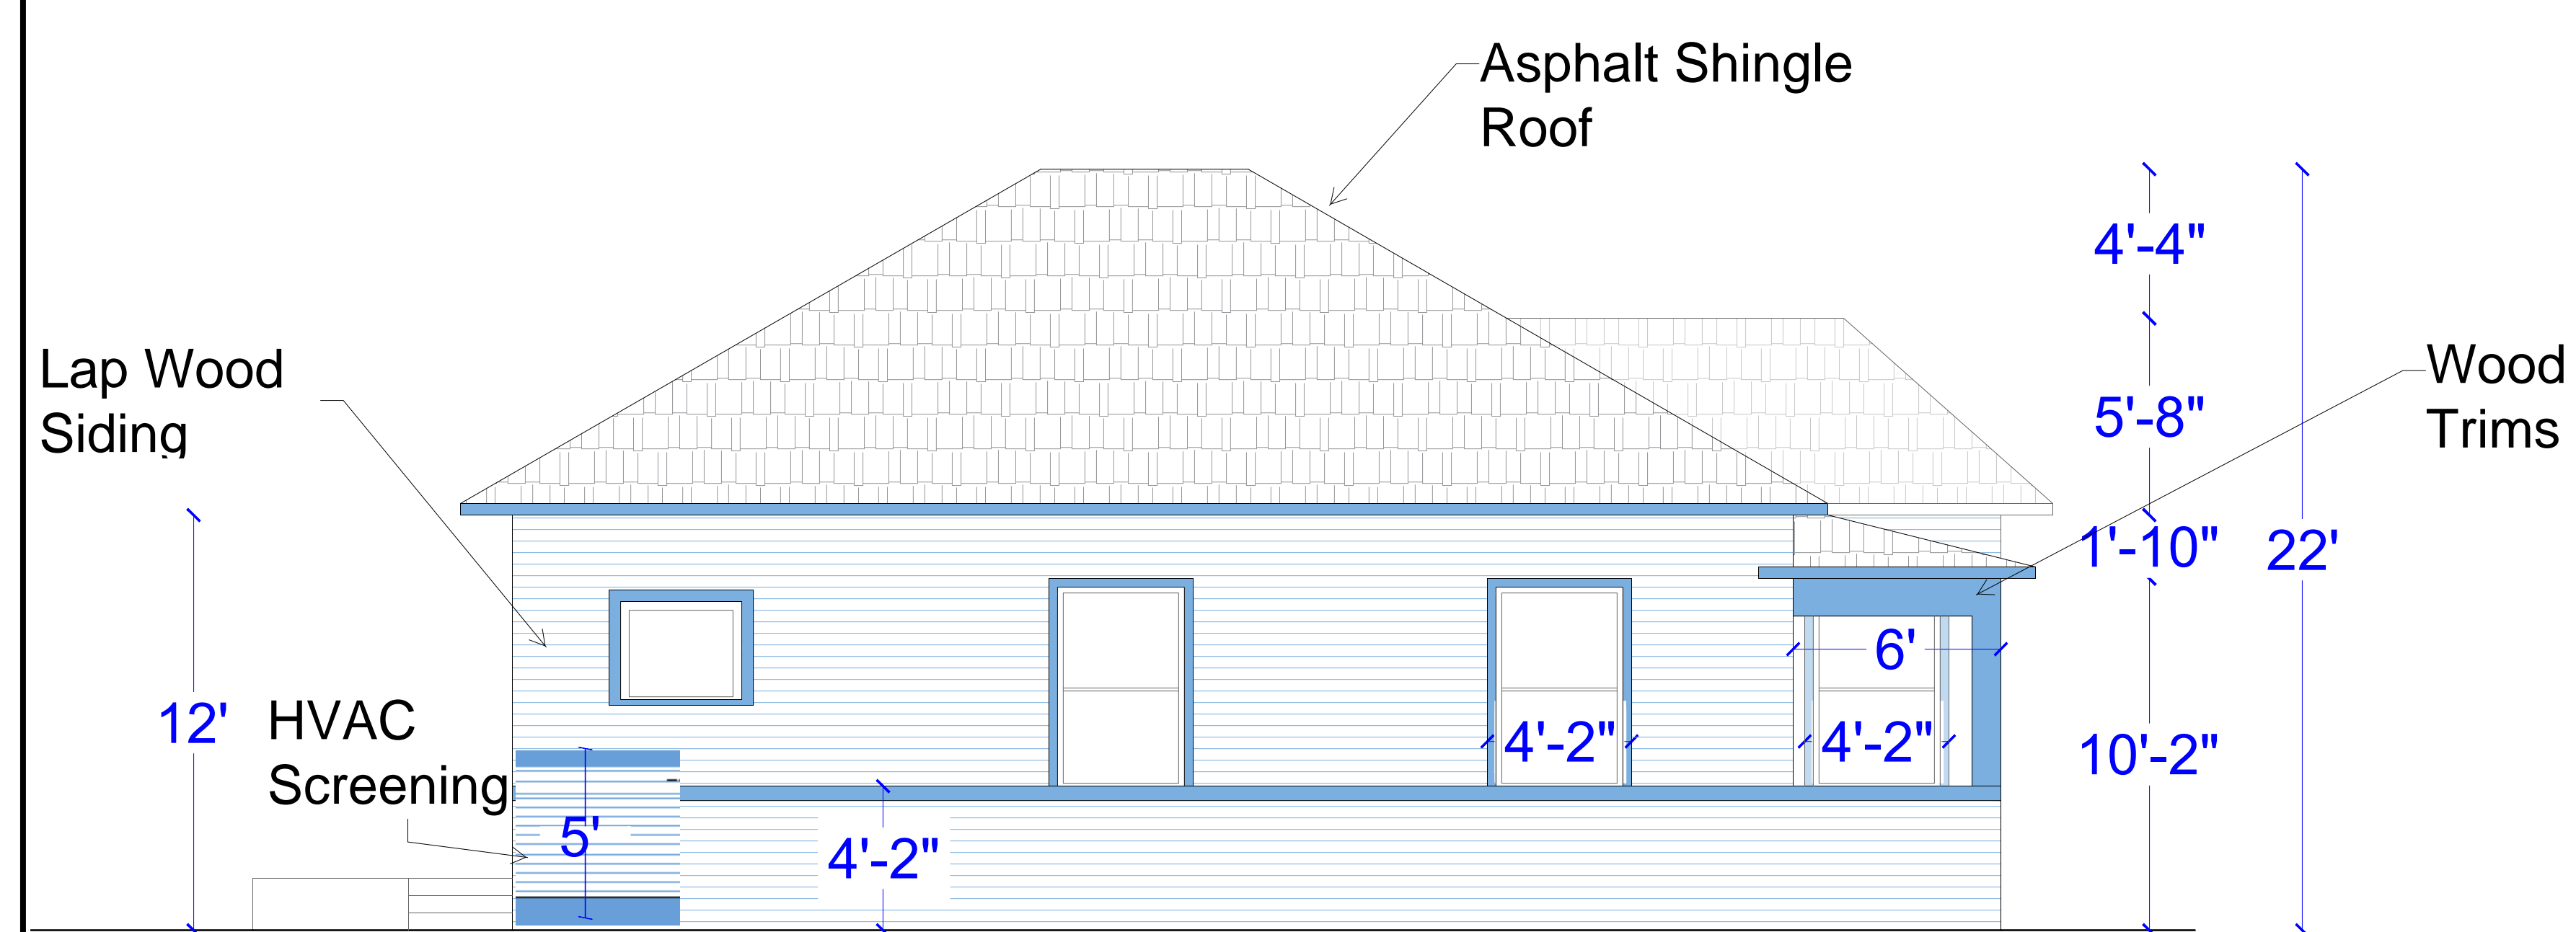 Asphalt Shingle
Roof
4'-4"
Lap Wood
Siding
Wood
Trims
5'-8"
1'-10"
22'
6'
12'
HVAC
Screening
4'-2"
4'-2"
10'-2"
5'
4'-2"